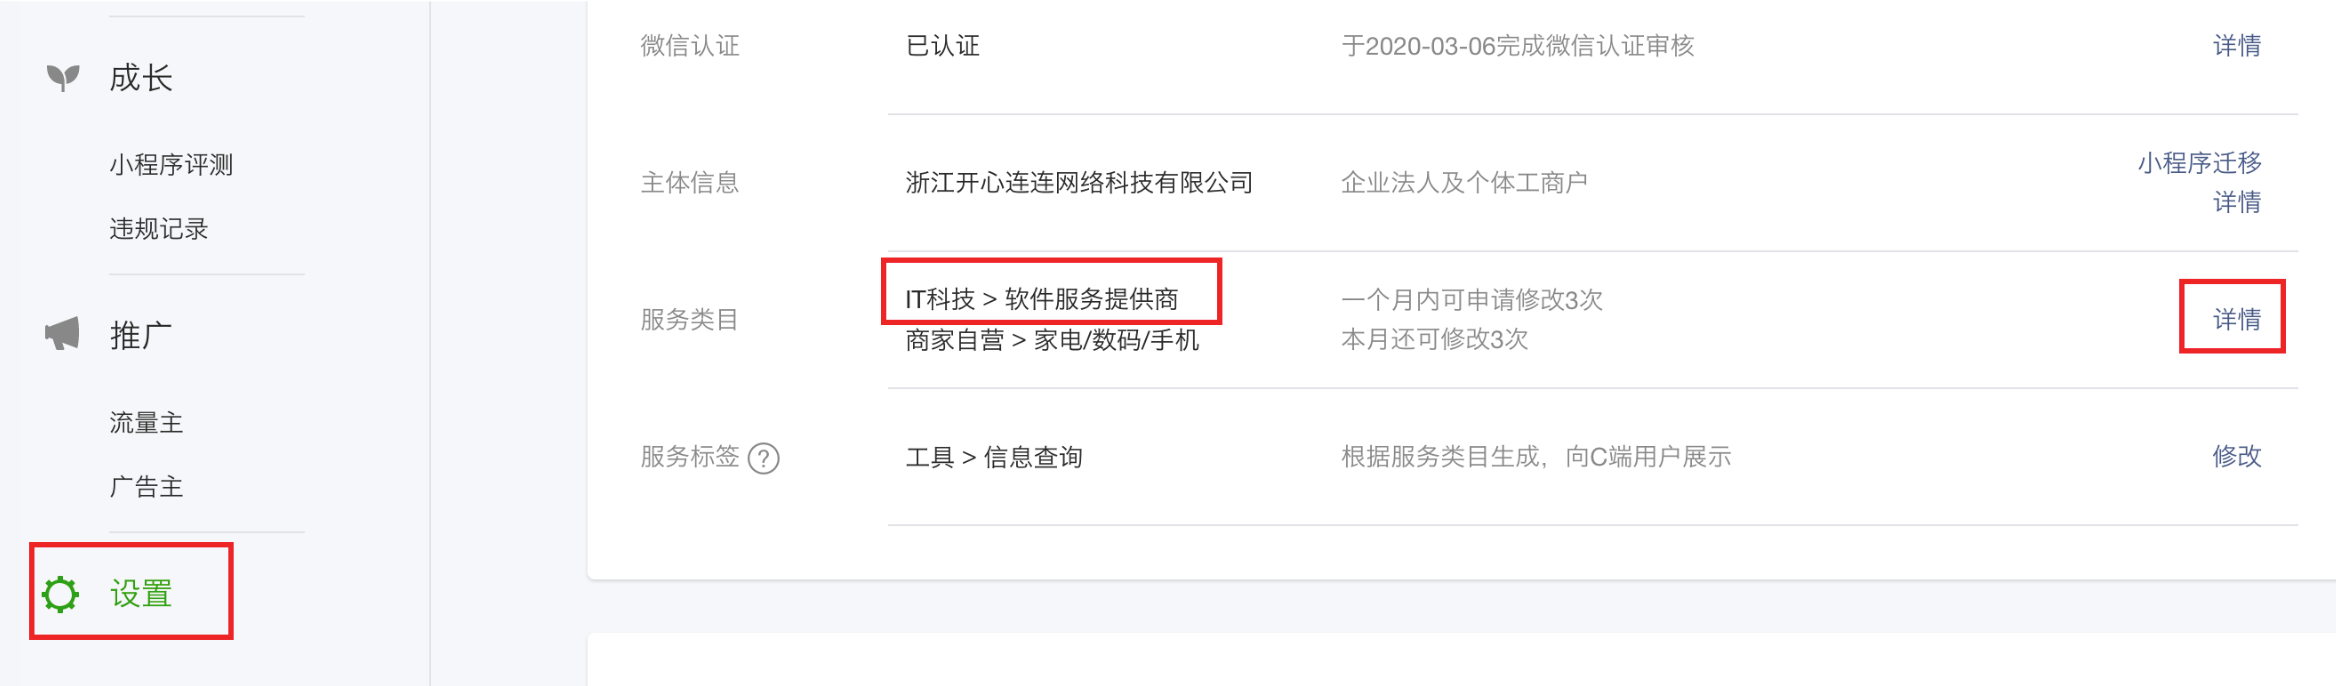 成长
小程序评测
违规记录
推广
流量主
广告主
设置
微信认证
已认证
于2020-03-06完成微信认证审核
详情
主体信息
浙江开心连连网络科技有限公司
企业法人及个体工商户
小程序迁移
详情
服务类目
IT科技 > 软件服务提供商
商家自营 > 家电/数码/手机
一个月内可申请修改3次
本月还可修改3次
详情
服务标签 ?
工具 > 信息查询
根据服务类目生成，向C端用户展示
修改